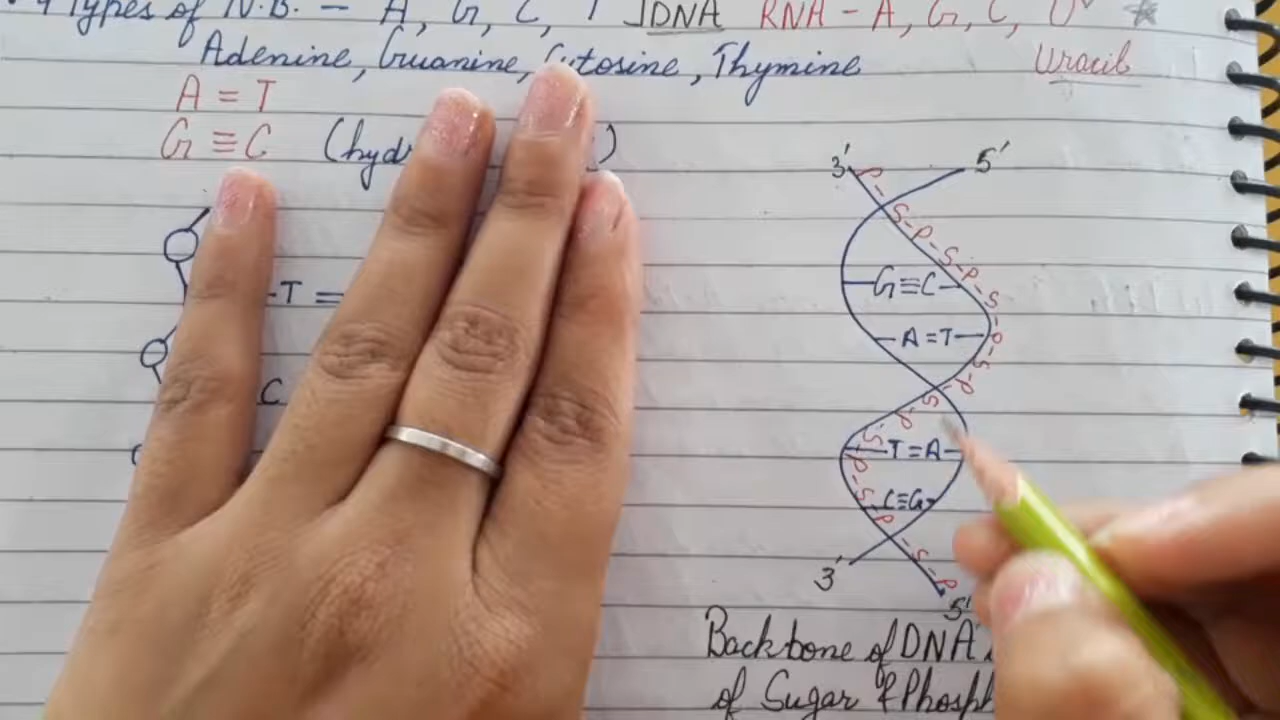 Types of N.B. - A, G, C, T DNA RNA - A, G, C, U
Adenine, Guanine, Cytosine, Thymine Uracil
A = T
G ≡ C (hyd )
3' 5'
P-S-P-S-P-S-P-S-P-S-P-S-P-S-P-S-P
G≡C
A=T
-T =
C
T=A
C≡G
3' 5'
Backbone of DNA
of Sugar & Phosph